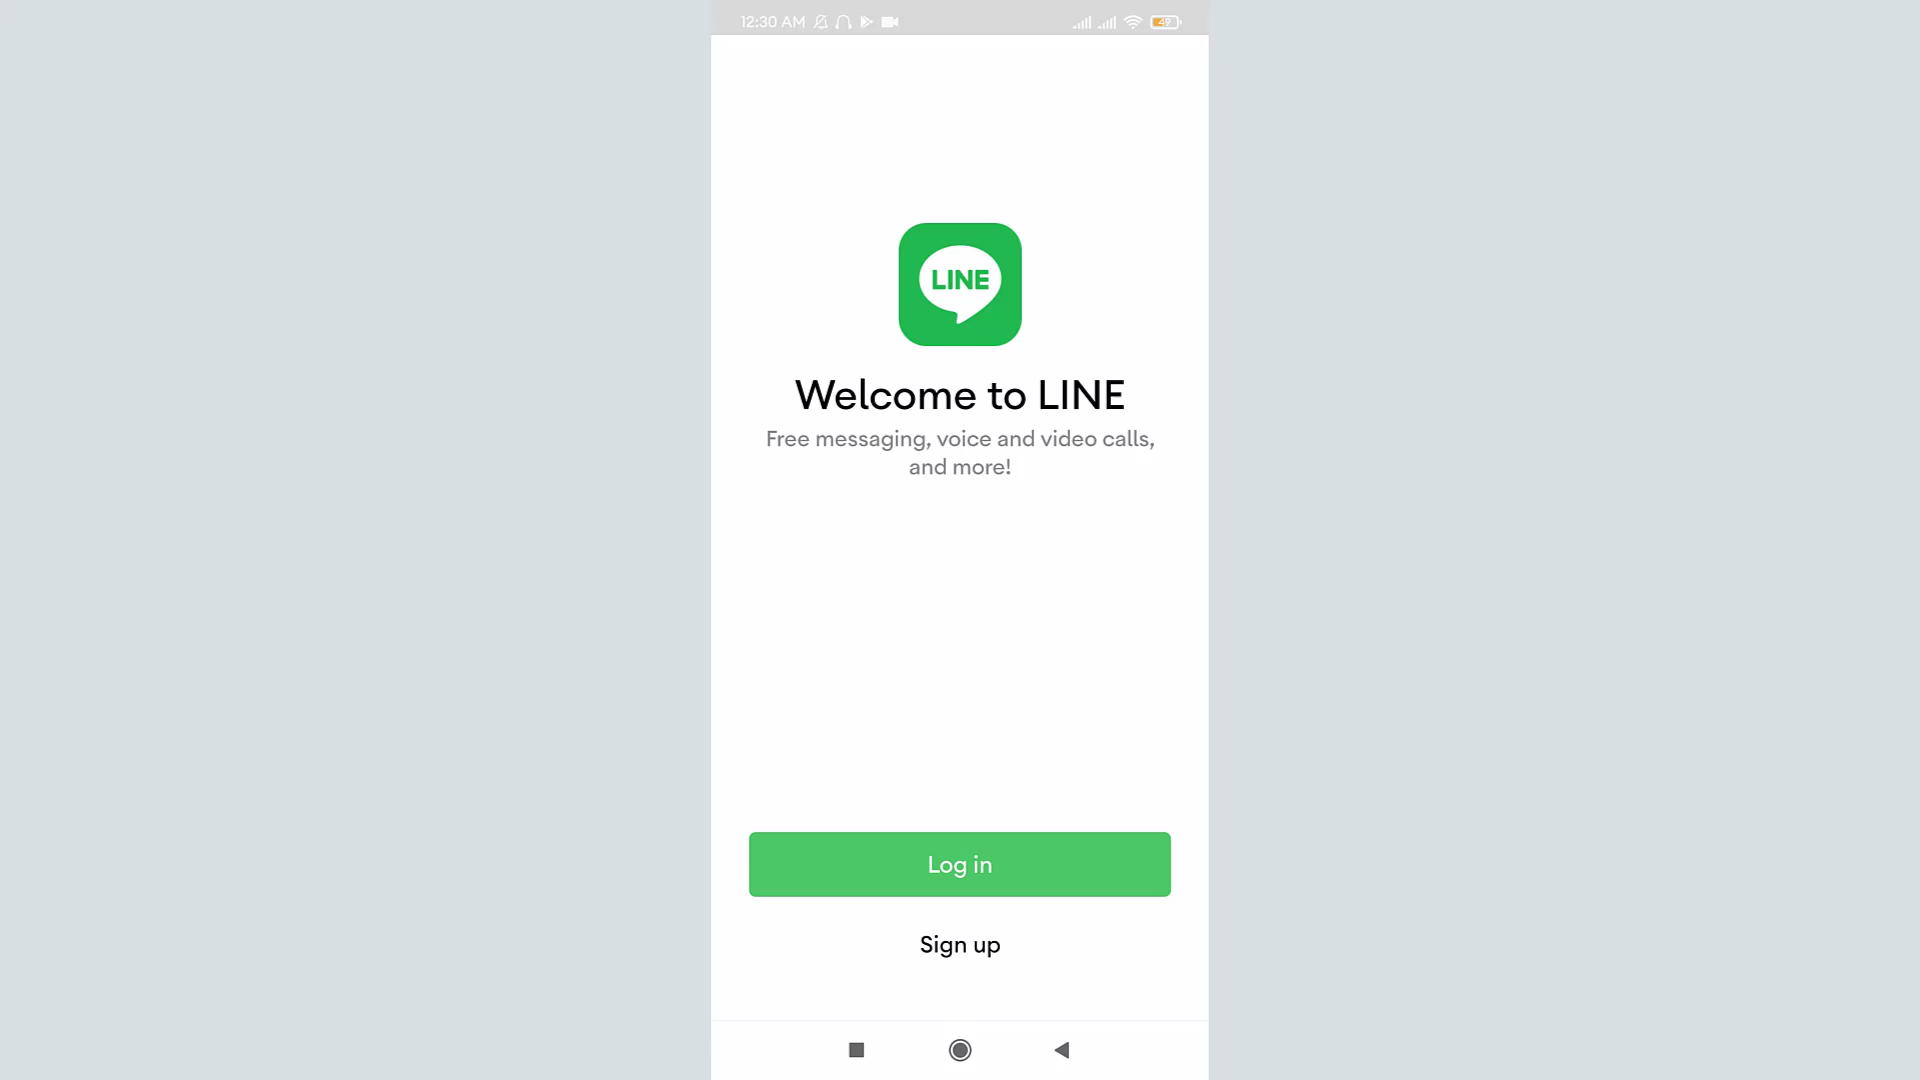 12:30 AM
49
LINE
Welcome to LINE
Free messaging, voice and video calls,
and more!
Log in
Sign up